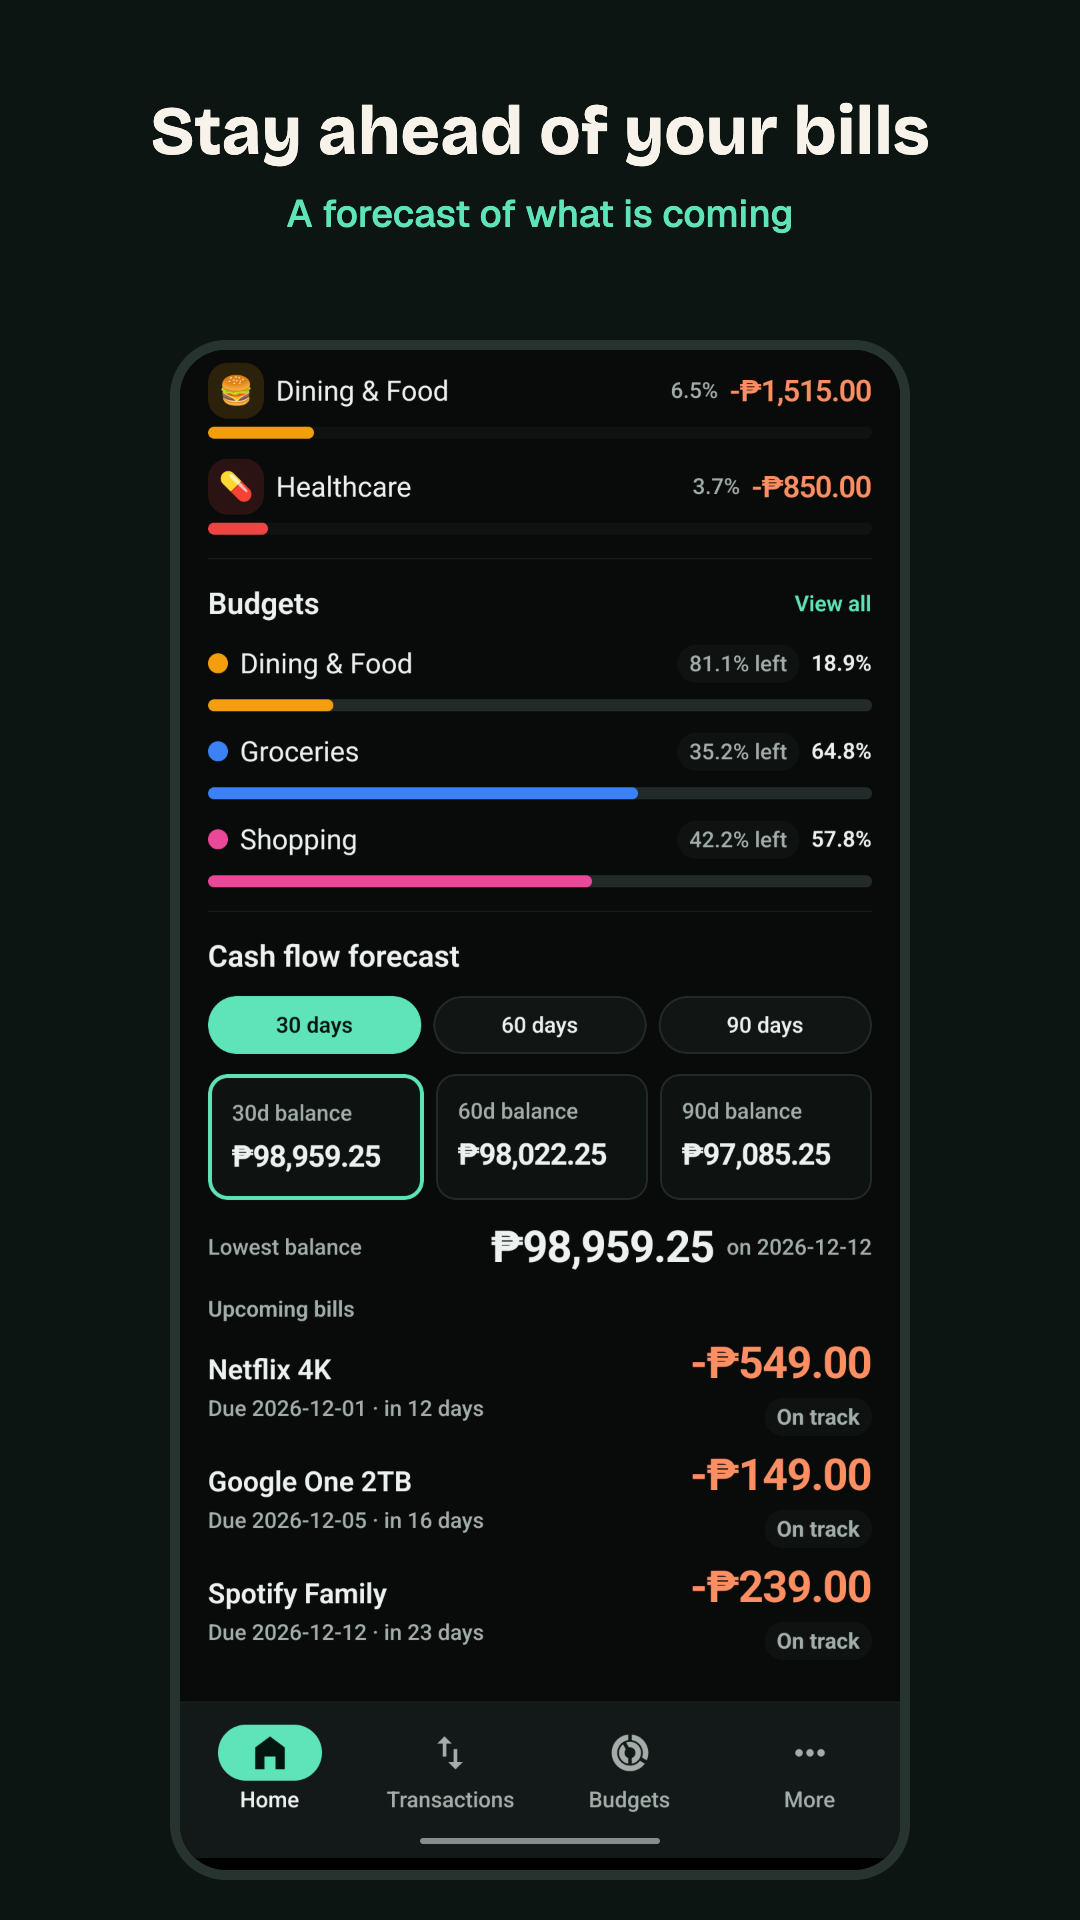 Stay ahead of your bills
A forecast of what is coming
Dining & Food 6.5% -₱1,515.00
Healthcare 3.7% -₱850.00
Budgets View all
Dining & Food 81.1% left 18.9%
Groceries 35.2% left 64.8%
Shopping 42.2% left 57.8%
Cash flow forecast
30 days 60 days 90 days
30d balance 60d balance 90d balance
₱98,959.25 ₱98,022.25 ₱97,085.25
Lowest balance ₱98,959.25 on 2026-12-12
Upcoming bills
Netflix 4K -₱549.00
Due 2026-12-01 · in 12 days On track
Google One 2TB -₱149.00
Due 2026-12-05 · in 16 days On track
Spotify Family -₱239.00
Due 2026-12-12 · in 23 days On track
Home Transactions Budgets More